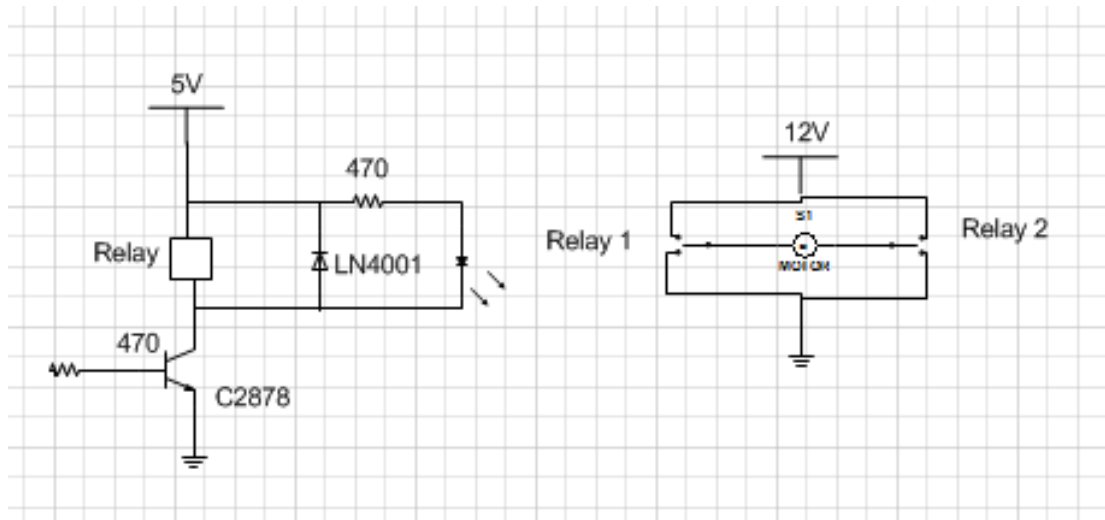 5V
470
Relay
LN4001
470
C2878
12V
S1
Relay 1
MOTOR
Relay 2